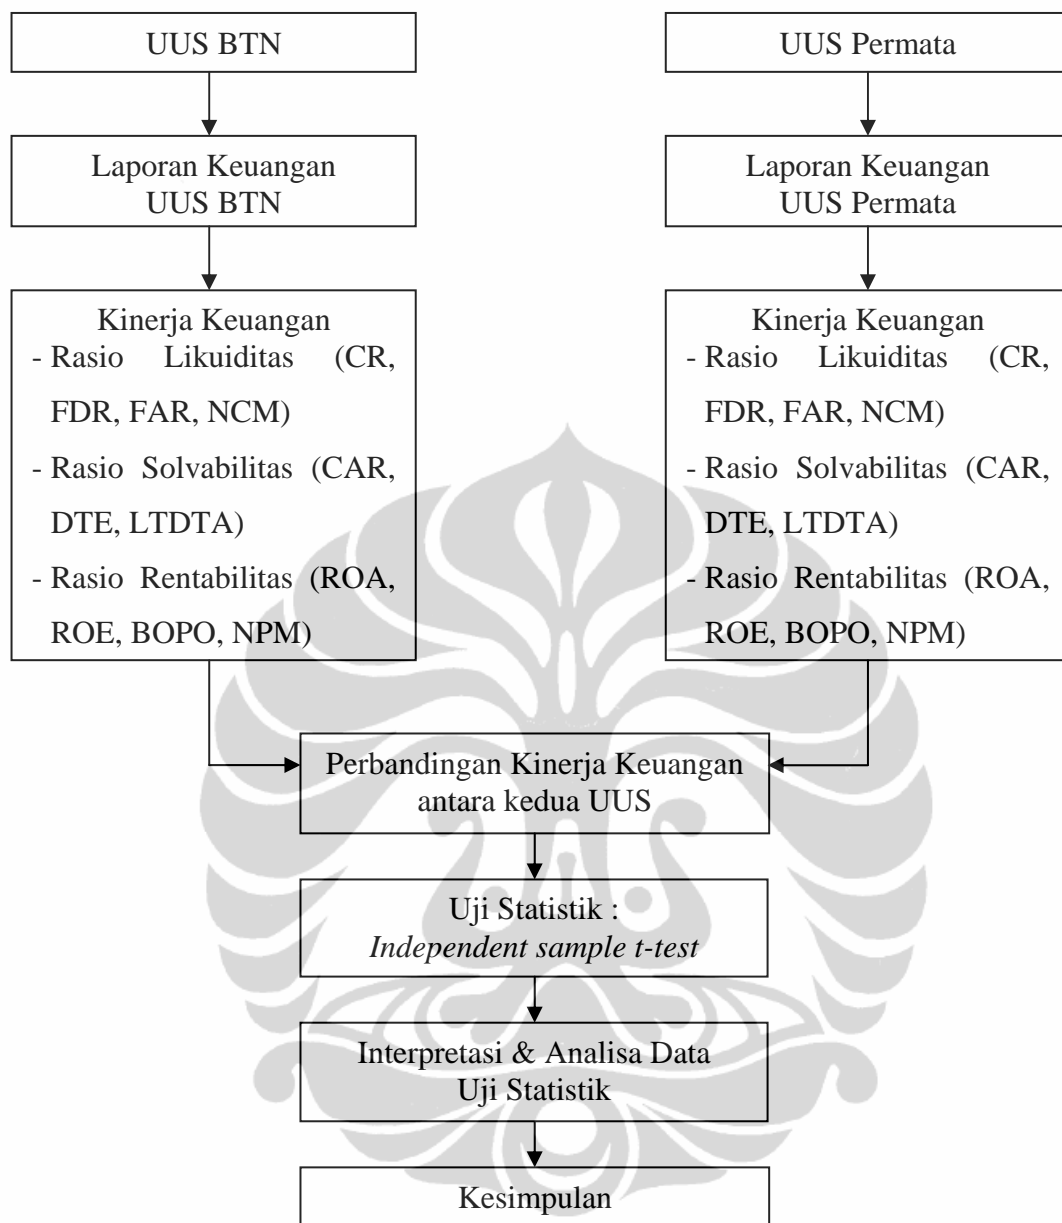 UUS BTN
UUS Permata
Laporan Keuangan
UUS BTN
Laporan Keuangan
UUS Permata
Kinerja Keuangan
- Rasio Likuiditas (CR,
FDR, FAR, NCM)
- Rasio Solvabilitas (CAR,
DTE, LTDTA)
- Rasio Rentabilitas (ROA,
ROE, BOPO, NPM)
Kinerja Keuangan
- Rasio Likuiditas (CR,
FDR, FAR, NCM)
- Rasio Solvabilitas (CAR,
DTE, LTDTA)
- Rasio Rentabilitas (ROA,
ROE, BOPO, NPM)
Perbandingan Kinerja Keuangan
antara kedua UUS
Uji Statistik :
Independent sample t-test
Interpretasi & Analisa Data
Uji Statistik
Kesimpulan